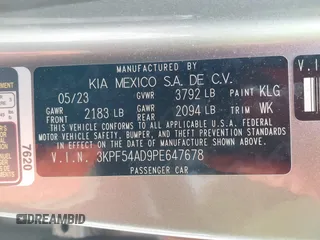 MANUFACTURED BY
KIA MEXICO S.A. DE C.V.
05/23 GVWR 3792 LB PAINT KLG
GAWR FRONT 2183 LB GAWR REAR 2094 LB TRIM WK
THIS VEHICLE CONFORMS TO ALL APPLICABLE U.S. FEDERAL
MOTOR VEHICLE SAFETY, BUMPER, AND THEFT PREVENTION
STANDARDS IN EFFECT ON THE DATE OF MANUFACTURE SHOWN ABOVE.
V.I.N. 3KPF54AD9PE647678
PASSENGER CAR
7620
V.I.
DREAMBID